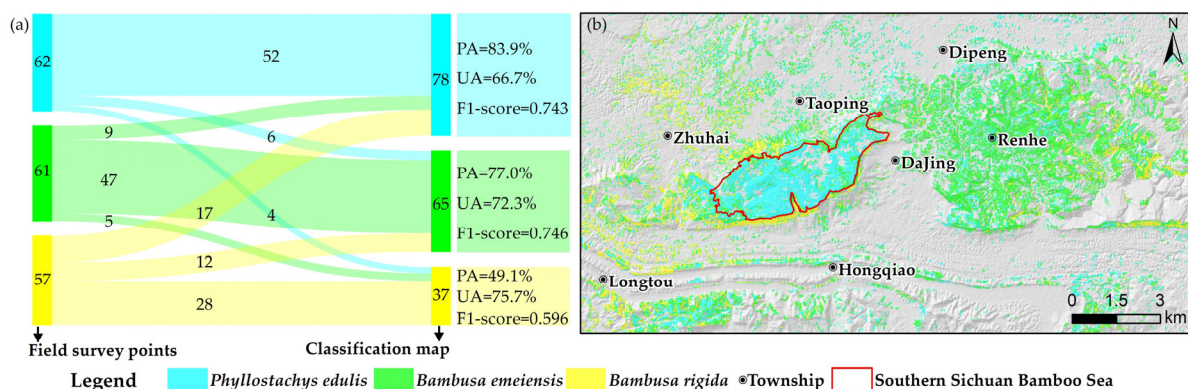 (a)
62
61
57
52
9
6
47
17
4
5
12
28
78
65
37
PA=83.9%
UA=66.7%
F1-score=0.743
PA−77.0%
UA=72.3%
F1-score=0.746
PA=49.1%
UA=75.7%
F1-score=0.596
Field survey points
Classification map
(b)
N
Dipeng
Taoping
Zhuhai
Renhe
DaJing
Hongqiao
Longtou
0 1.5 3
km
Legend Phyllostachys edulis Bambusa emeiensis Bambusa rigida Township Southern Sichuan Bamboo Sea